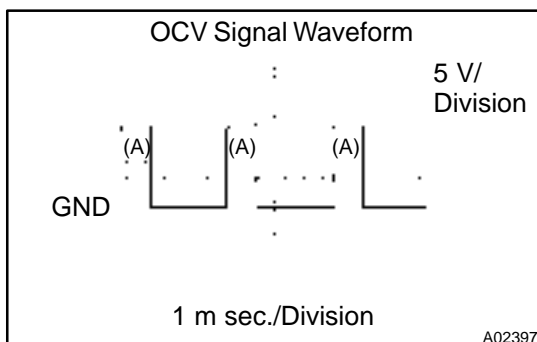 OCV Signal Waveform
5 V/
Division
(A) (A) (A)
GND
1 m sec./Division
A02397